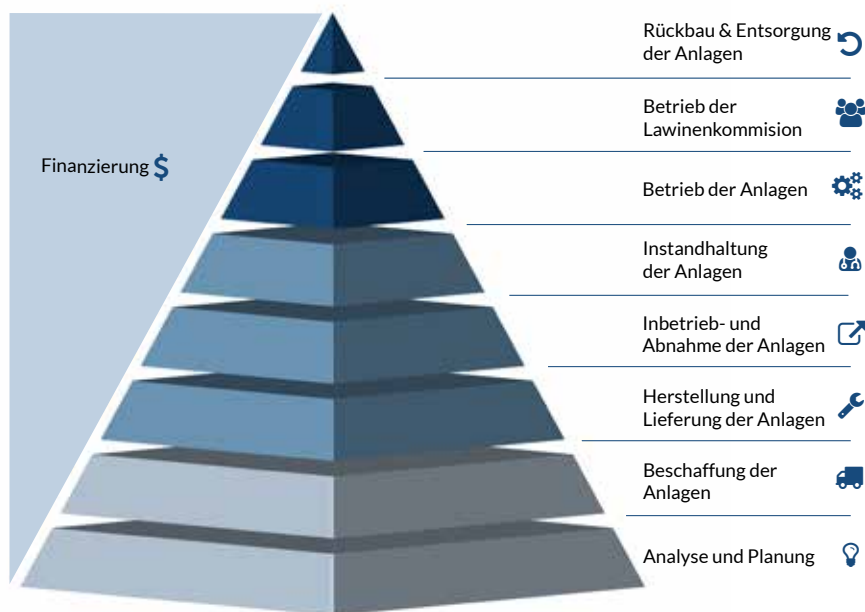 Finanzierung $
Rückbau & Entsorgung
der Anlagen
Betrieb der
Lawinenkommision
Betrieb der Anlagen
Instandhaltung
der Anlagen
Inbetrieb- und
Abnahme der Anlagen
Herstellung und
Lieferung der Anlagen
Beschaffung der
Anlagen
Analyse und Planung